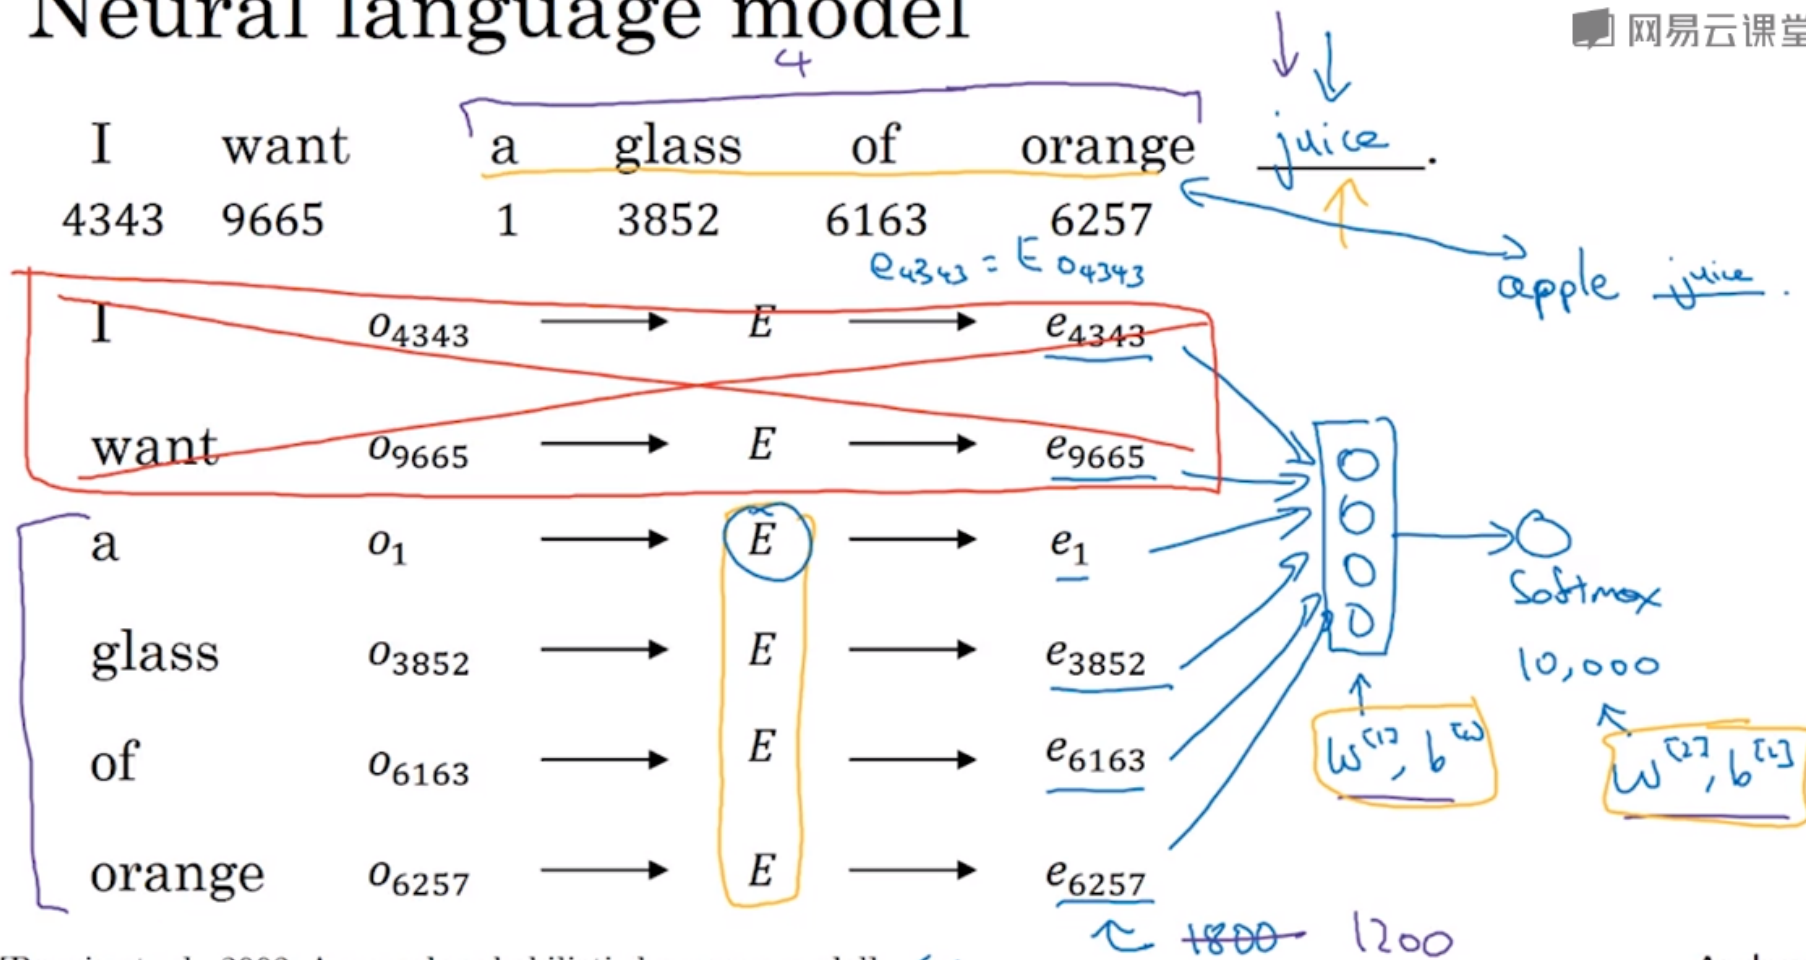 Neural language model
网易云课堂
4
I want a glass of orange juice.
4343 9665 1 3852 6163 6257
e4343 = E o4343
apple juice.
I o4343 → E → e4343
want o9665 → E → e9665
a o1 → E → e1
glass o3852 → E → e3852
of o6163 → E → e6163
orange o6257 → E → e6257
Softmax
10,000
W[1], b[1]
W[2], b[2]
1800 1200